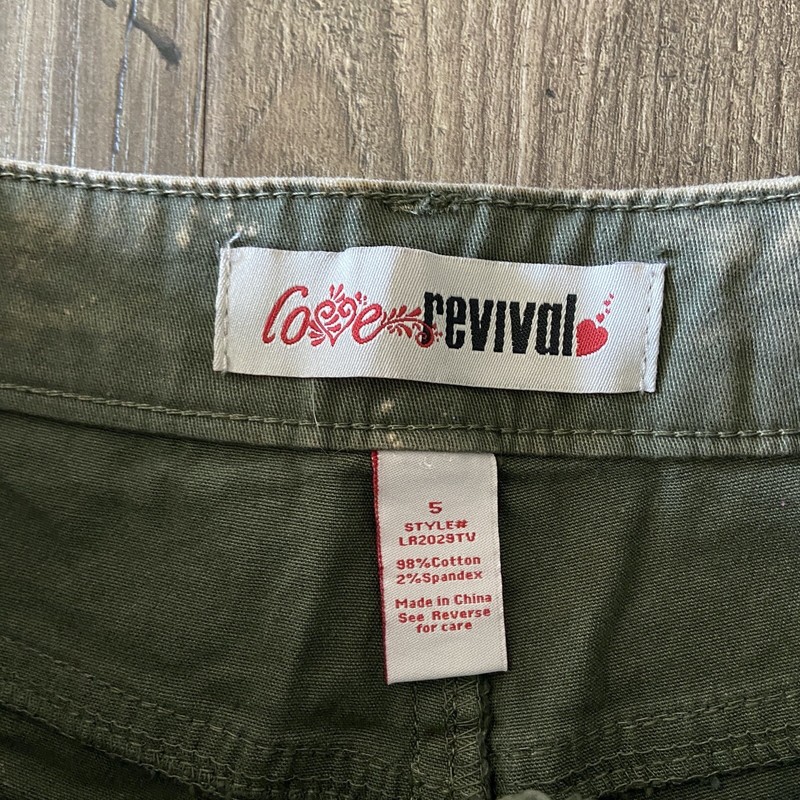 love revival
5
STYLE#
LR2029TV
98%Cotton
2%Spandex
Made in China
See Reverse
for care